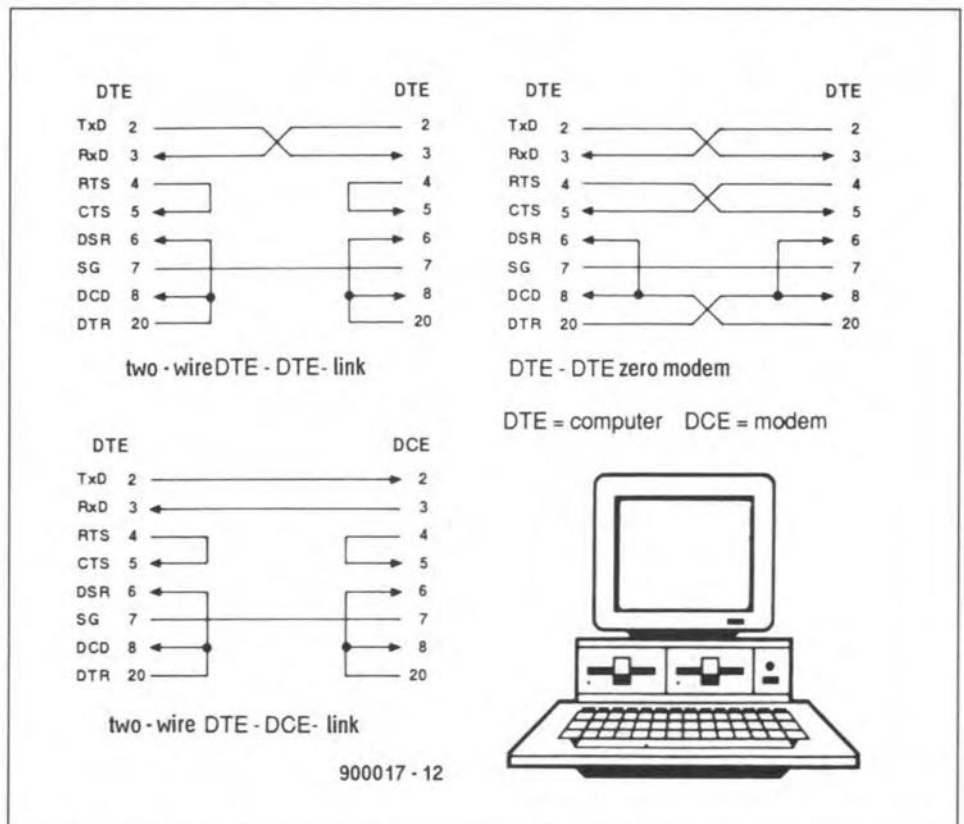 DTE DTE
TxD 2 2
RxD 3 3
RTS 4 4
CTS 5 5
DSR 6 6
SG 7 7
DCD 8 8
DTR 20 20
two - wire DTE - DTE- link
DTE DTE
TxD 2 2
RxD 3 3
RTS 4 4
CTS 5 5
DSR 6 6
SG 7 7
DCD 8 8
DTR 20 20
DTE - DTE zero modem
DTE = computer DCE = modem
DTE DCE
TxD 2 2
RxD 3 3
RTS 4 4
CTS 5 5
DSR 6 6
SG 7 7
DCD 8 8
DTR 20 20
two - wire DTE - DCE- link
900017 - 12